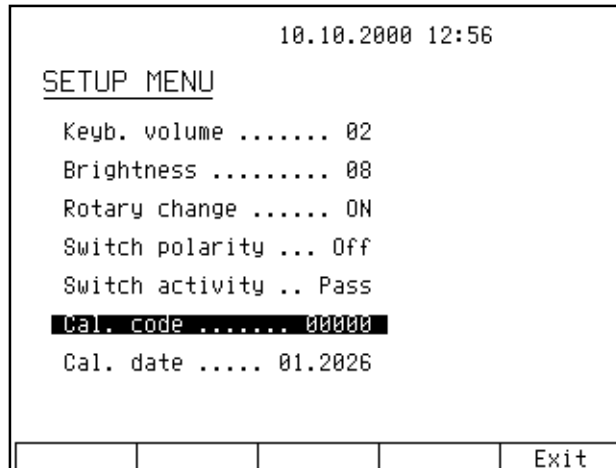 10.10.2000 12:56
SETUP MENU
Keyb. volume ....... 02
Brightness ......... 08
Rotary change ...... ON
Switch polarity ... Off
Switch activity .. Pass
Cal. code ....... 00000
Cal. date ..... 01.2026
Exit